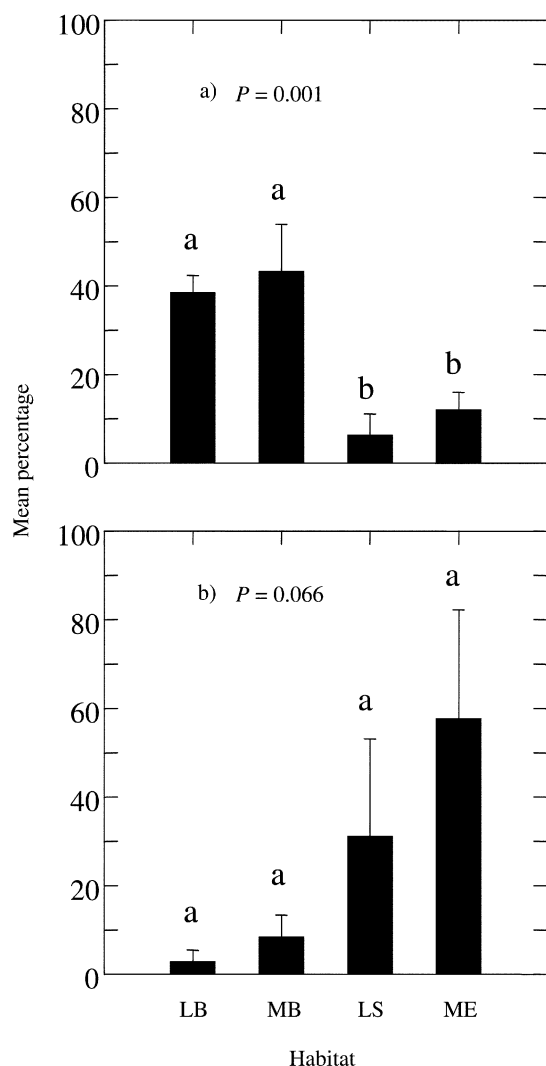 Mean percentage
100
80
60
40
20
0
a) P = 0.001
a
a
b
b
100
80
60
40
20
0
b) P = 0.066
a
a
a
a
LB MB LS ME
Habitat